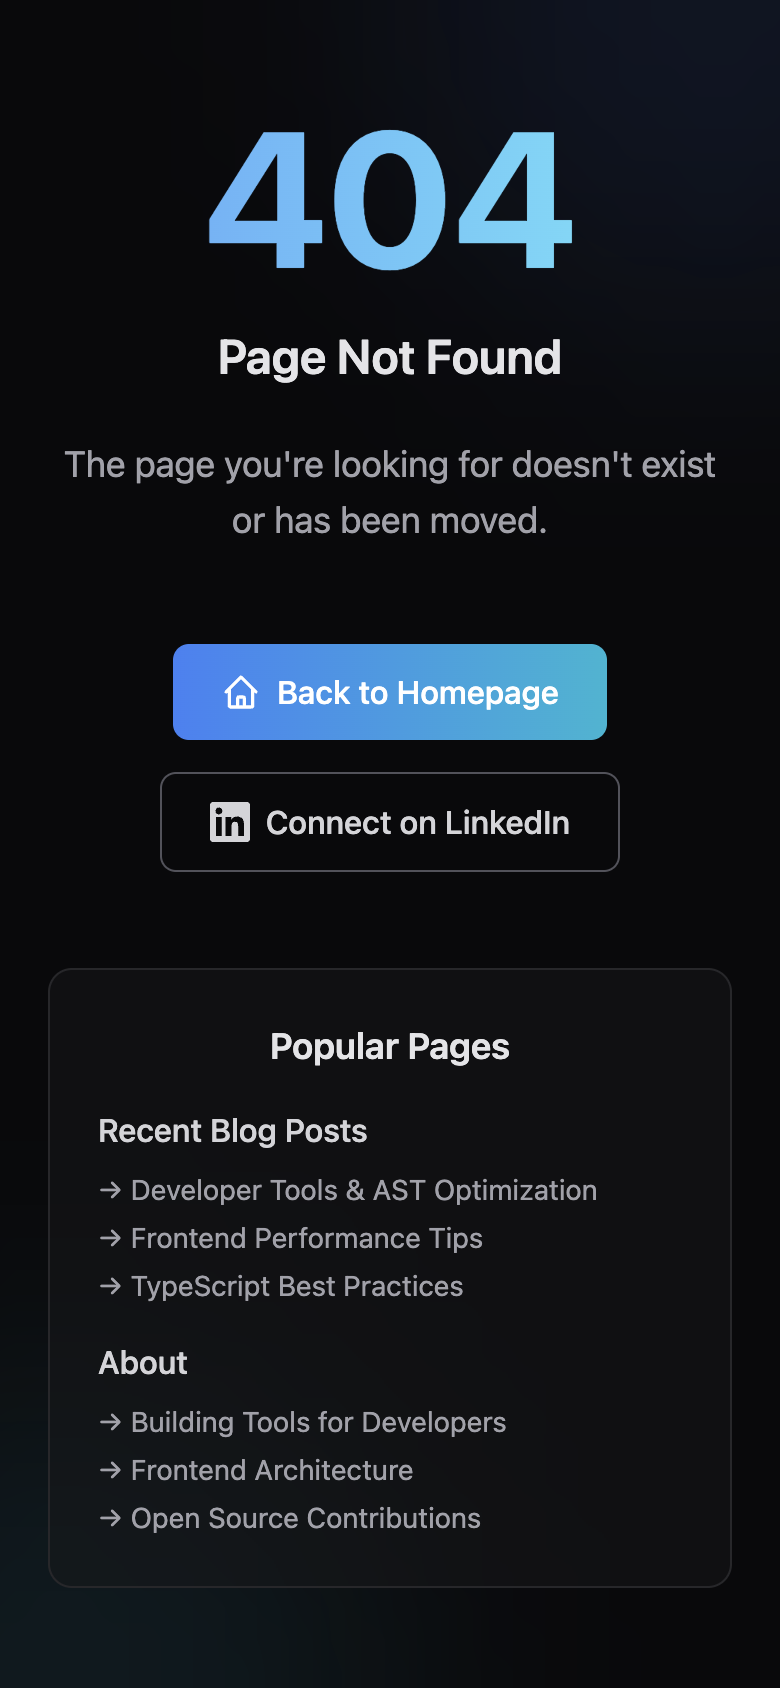 404
Page Not Found
The page you're looking for doesn't exist
or has been moved.
Back to Homepage
in Connect on LinkedIn
Popular Pages
Recent Blog Posts
→ Developer Tools & AST Optimization
→ Frontend Performance Tips
→ TypeScript Best Practices
About
→ Building Tools for Developers
→ Frontend Architecture
→ Open Source Contributions